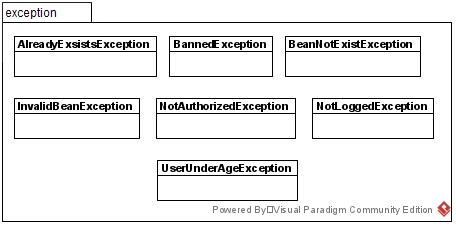 exception
AlreadyExsistsException
BannedException
BeanNotExistException
InvalidBeanException
NotAuthorizedException
NotLoggedException
UserUnderAgeException
Powered By□Visual Paradigm Community Edition